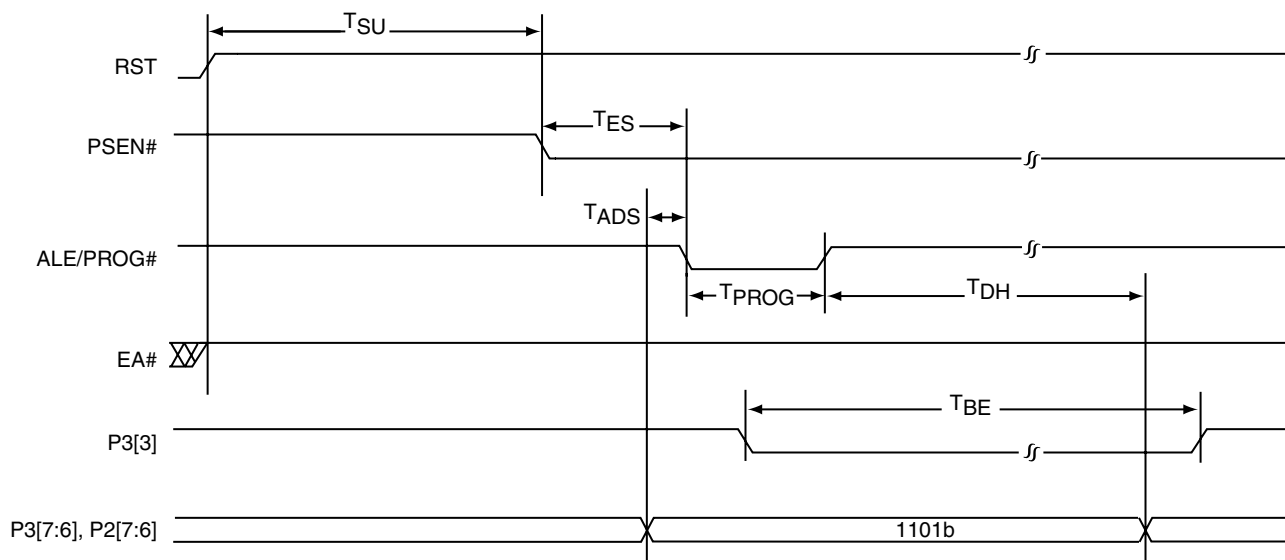 TSU
RST
TES
PSEN#
TADS
ALE/PROG#
TPROG
TDH
EA#
TBE
P3[3]
P3[7:6], P2[7:6]
1101b